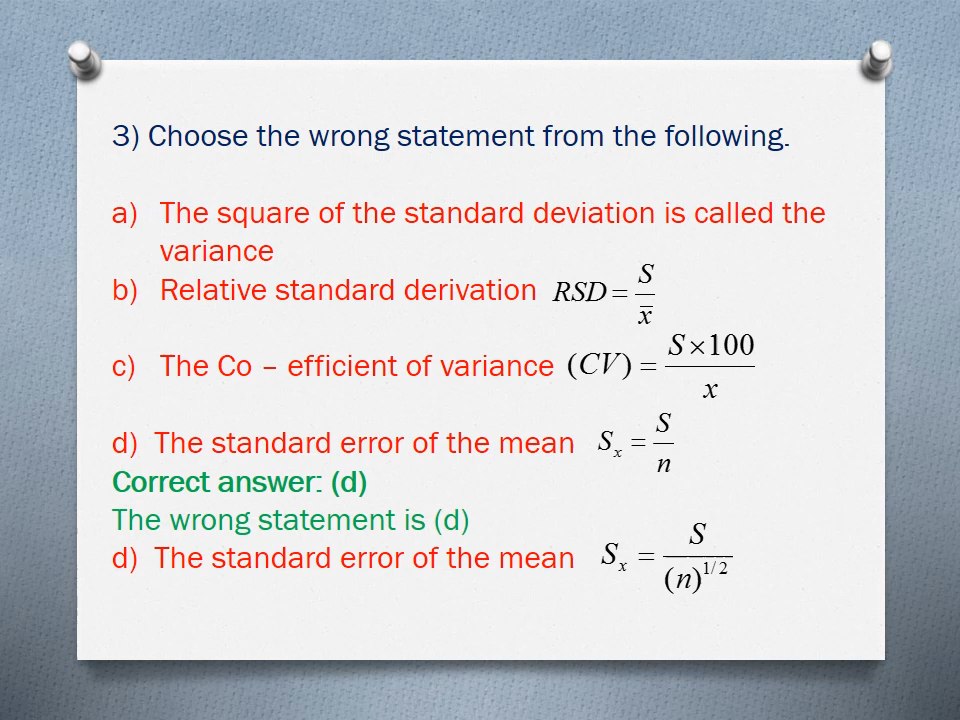 3) Choose the wrong statement from the following.
a) The square of the standard deviation is called the
variance
b) Relative standard derivation RSD = S / x̄
c) The Co – efficient of variance (CV) = S×100 / x
d) The standard error of the mean Sₓ = S / n
Correct answer: (d)
The wrong statement is (d)
d) The standard error of the mean Sₓ = S / (n)^1/2